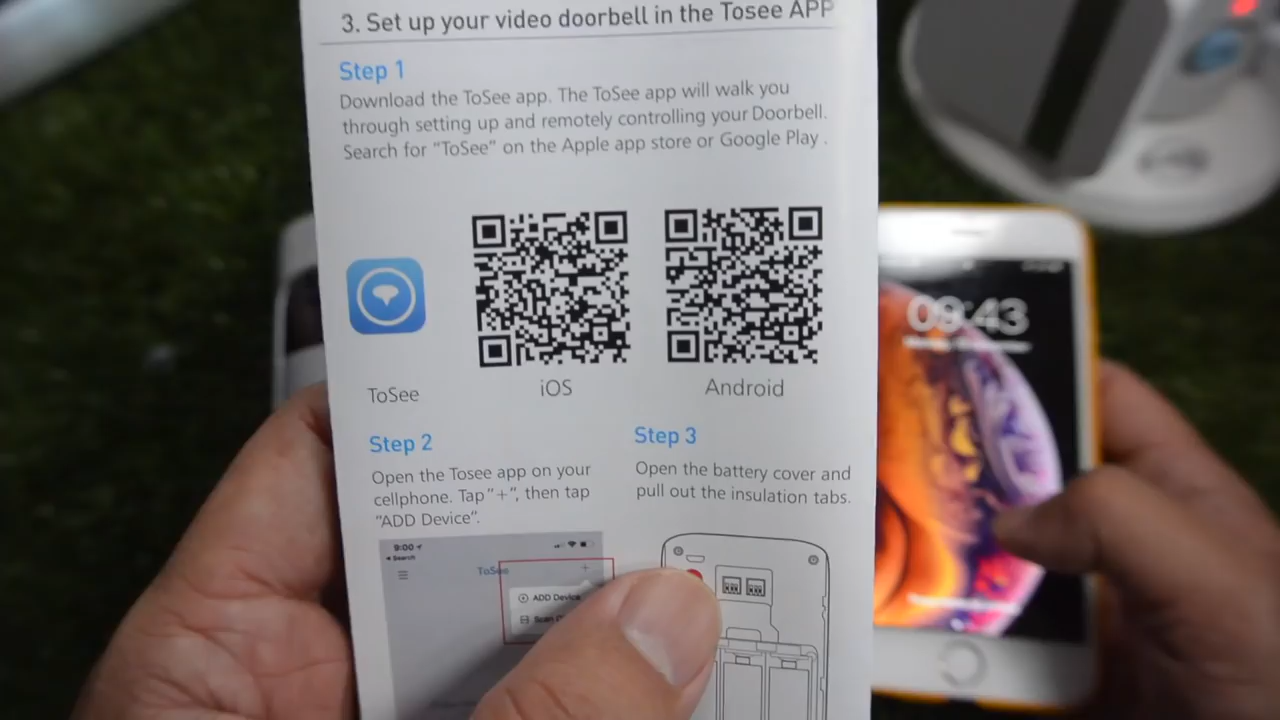 3. Set up your video doorbell in the Tosee APP
Step 1
Download the ToSee app. The ToSee app will walk you
through setting up and remotely controlling your Doorbell.
Search for “ToSee” on the Apple app store or Google Play .
ToSee
iOS
Android
Step 2
Open the Tosee app on your
cellphone. Tap “+”, then tap
“ADD Device”.
Step 3
Open the battery cover and
pull out the insulation tabs.
9:00
Search
ToSee
+
ADD Device
Scan
09:43